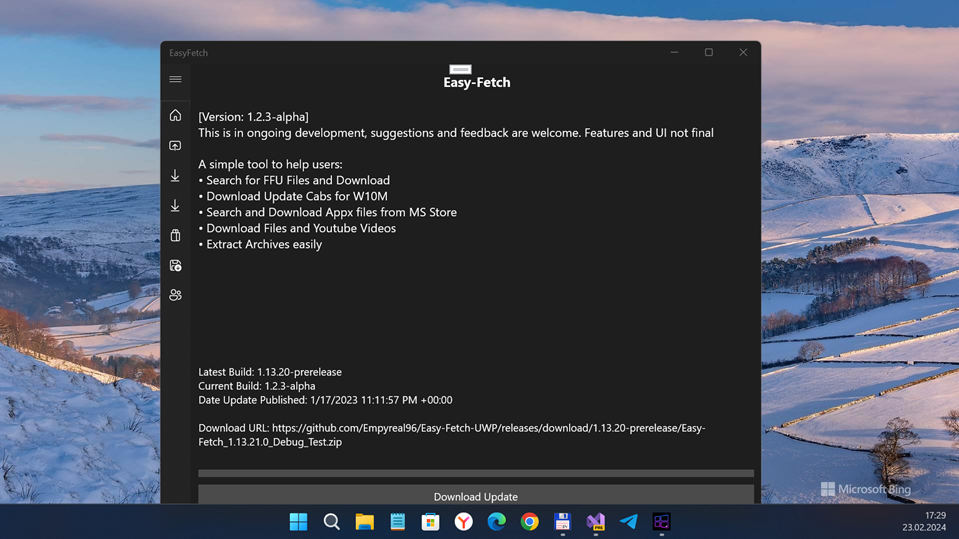 EasyFetch
Easy-Fetch
[Version: 1.2.3-alpha]
This is in ongoing development, suggestions and feedback are welcome. Features and UI not final
A simple tool to help users:
• Search for FFU Files and Download
• Download Update Cabs for W10M
• Search and Download Appx files from MS Store
• Download Files and Youtube Videos
• Extract Archives easily
Latest Build: 1.13.20-prerelease
Current Build: 1.2.3-alpha
Date Update Published: 1/17/2023 11:11:57 PM +00:00
Download URL: https://github.com/Empyreal96/Easy-Fetch-UWP/releases/download/1.13.20-prerelease/Easy-
Fetch_1.13.21.0_Debug_Test.zip
Download Update
Microsoft Bing
17:29
23.02.2024